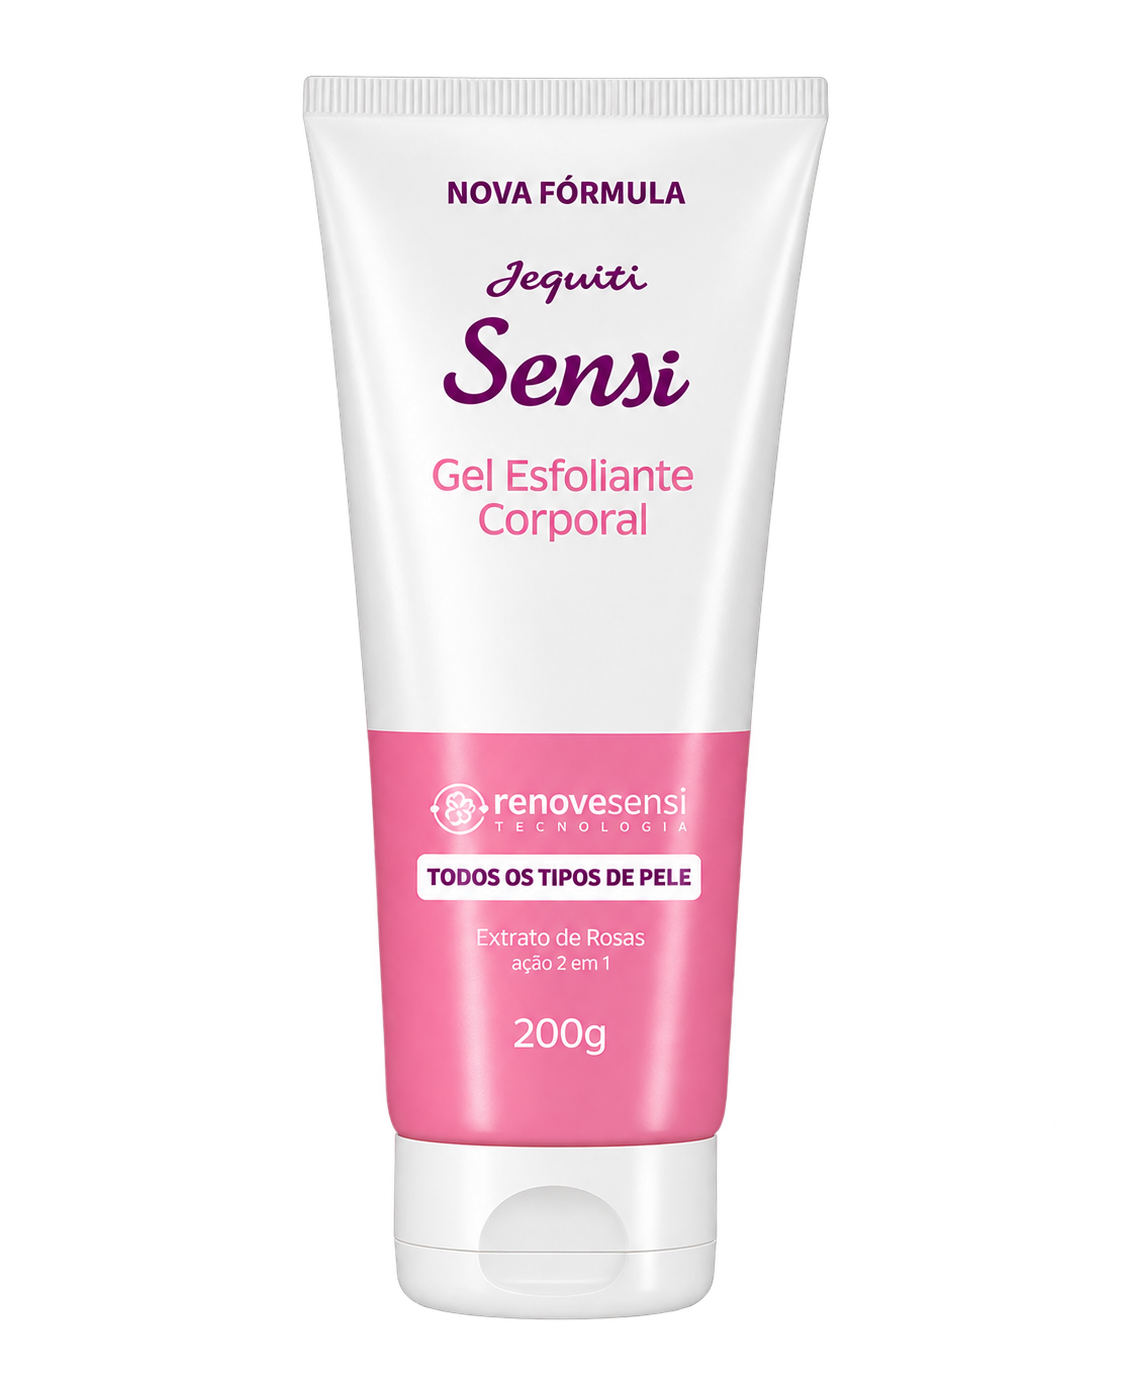 NOVA FÓRMULA
Jequiti
Sensi
Gel Esfoliante
Corporal
renovesensi
TECNOLOGIA
TODOS OS TIPOS DE PELE
Extrato de Rosas
ação 2 em 1
200g